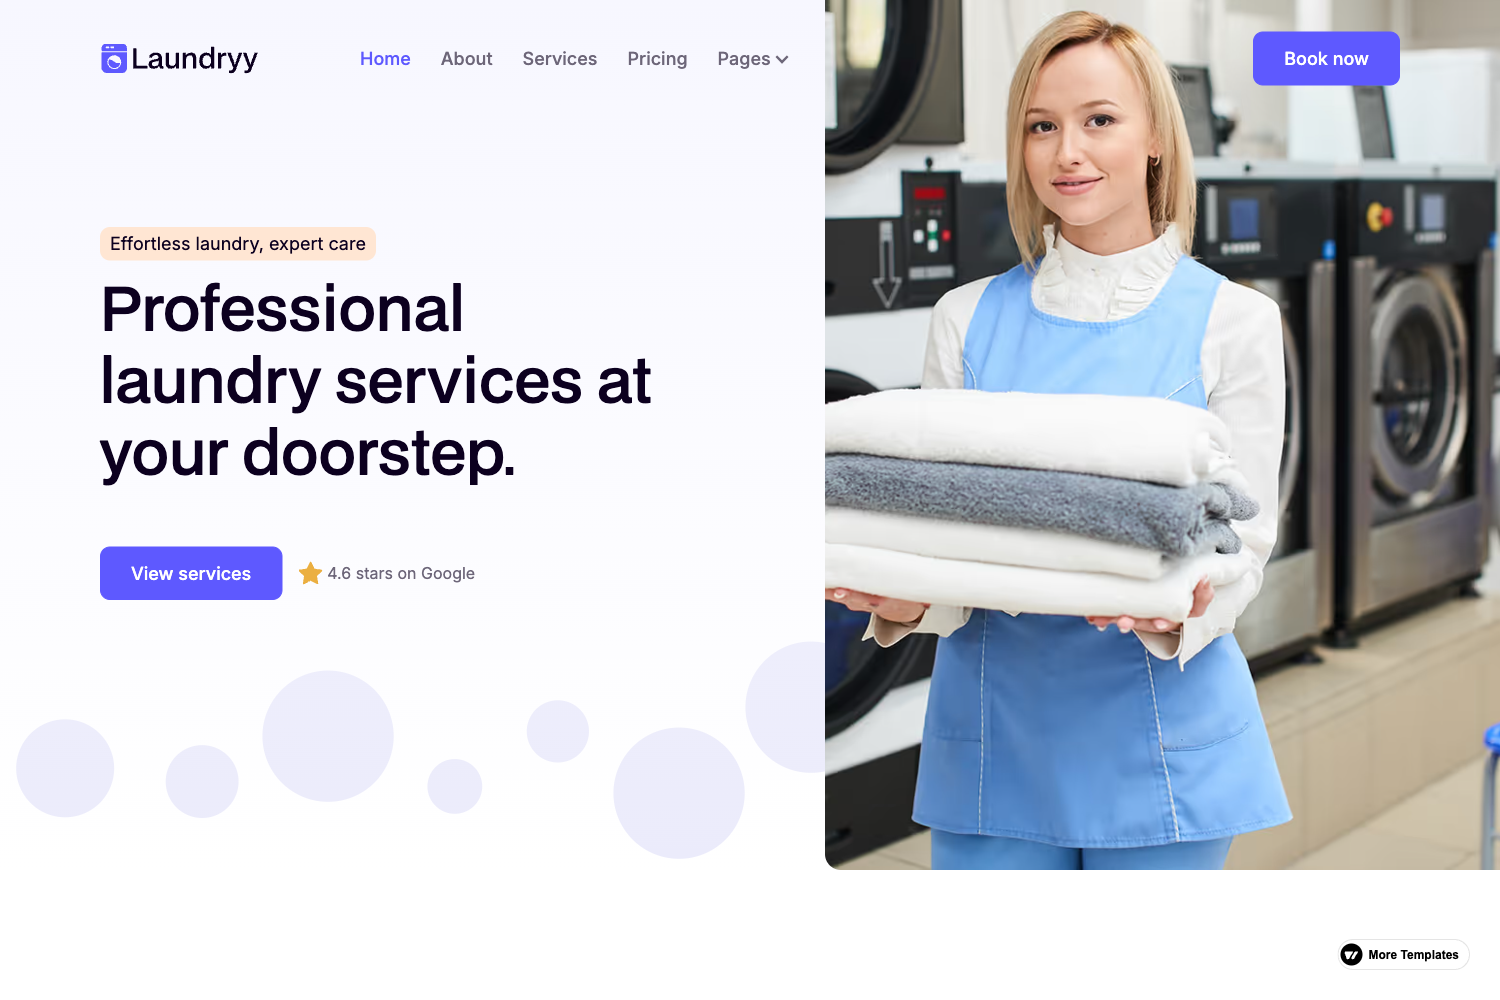 Laundryy
Home About Services Pricing Pages
Book now
Effortless laundry, expert care
Professional
laundry services at
your doorstep.
View services
4.6 stars on Google
More Templates